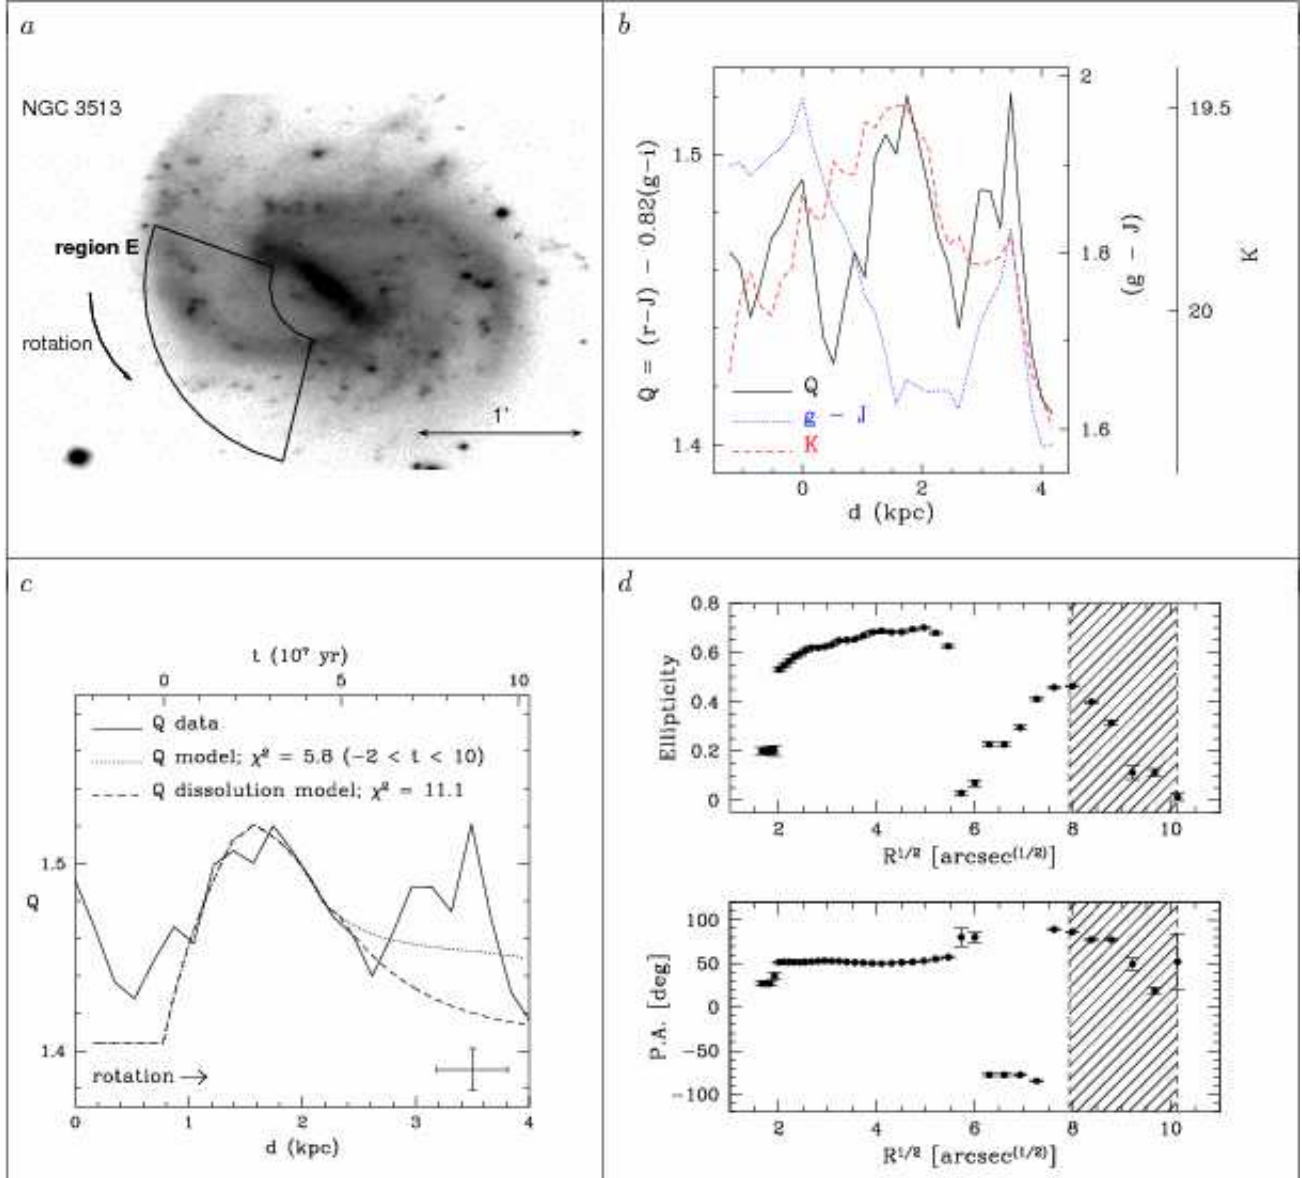 a
NGC 3513
region E
rotation
1'
b
Q = (r-J) - 0.82(g-i)
1.5
1.4
Q
g - J
K
0
2
4
d (kpc)
2
1.8
1.6
(g - J)
19.5
20
K
c
t (10⁷ yr)
0
5
10
Q data
Q model; χ² = 5.8 (-2 < t < 10)
Q dissolution model; χ² = 11.1
1.5
Q
1.4
rotation →
0
1
2
3
4
d (kpc)
d
0.8
0.6
0.4
0.2
0
Ellipticity
2
4
6
8
10
R^1/2 [arcsec^(1/2)]
100
50
0
-50
-100
P.A. [deg]
2
4
6
8
10
R^1/2 [arcsec^(1/2)]